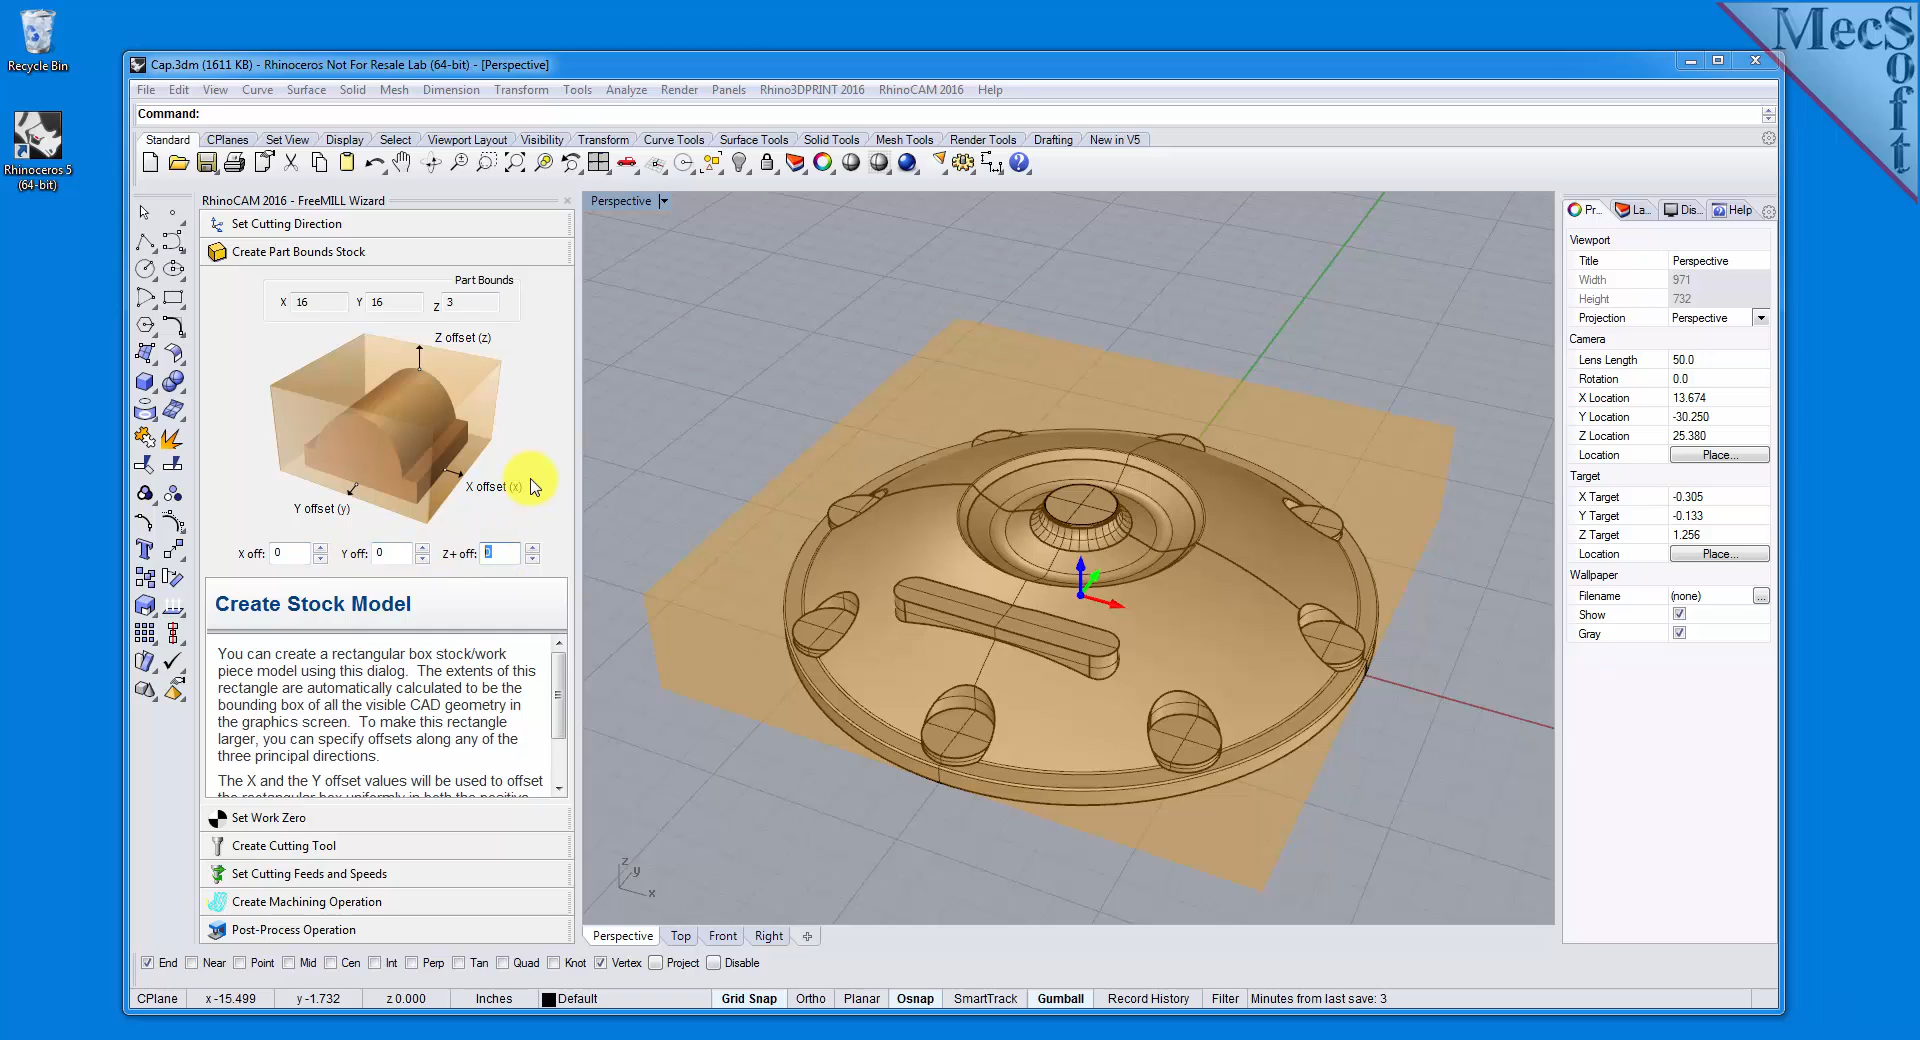 Recycle Bin
Rhinoceros 5
(64-bit)
MecSoft
Cap.3dm (1611 KB) - Rhinoceros Not For Resale Lab (64-bit) - [Perspective]
File Edit View Curve Surface Solid Mesh Dimension Transform Tools Analyze Render Panels Rhino3DPRINT 2016 RhinoCAM 2016 Help
Command:
Standard CPlanes Set View Display Select Viewport Layout Visibility Transform Curve Tools Surface Tools Solid Tools Mesh Tools Render Tools Drafting New in V5
RhinoCAM 2016 - FreeMILL Wizard
Set Cutting Direction
Create Part Bounds Stock
Part Bounds
X 16 Y 16 Z 3
Z offset (z)
X offset (x)
Y offset (y)
X off: 0 Y off: 0 Z+ off: 0
Create Stock Model
You can create a rectangular box stock/work
piece model using this dialog. The extents of this
rectangle are automatically calculated to be the
bounding box of all the visible CAD geometry in
the graphics screen. To make this rectangle
larger, you can specify offsets along any of the
three principal directions.
The X and the Y offset values will be used to offset
the rectangular box uniformly in both the positive
Set Work Zero
Create Cutting Tool
Set Cutting Feeds and Speeds
Create Machining Operation
Post-Process Operation
Perspective
z
y
x
Perspective Top Front Right
Pr... La... Dis... Help
Viewport
Title Perspective
Width 971
Height 732
Projection Perspective
Camera
Lens Length 50.0
Rotation 0.0
X Location 13.674
Y Location -30.250
Z Location 25.380
Location Place...
Target
X Target -0.305
Y Target -0.133
Z Target 1.256
Location Place...
Wallpaper
Filename (none) ...
Show
Gray
End Near Point Mid Cen Int Perp Tan Quad Knot Vertex Project Disable
CPlane x -15.499 y -1.732 z 0.000 Inches Default Grid Snap Ortho Planar Osnap SmartTrack Gumball Record History Filter Minutes from last save: 3